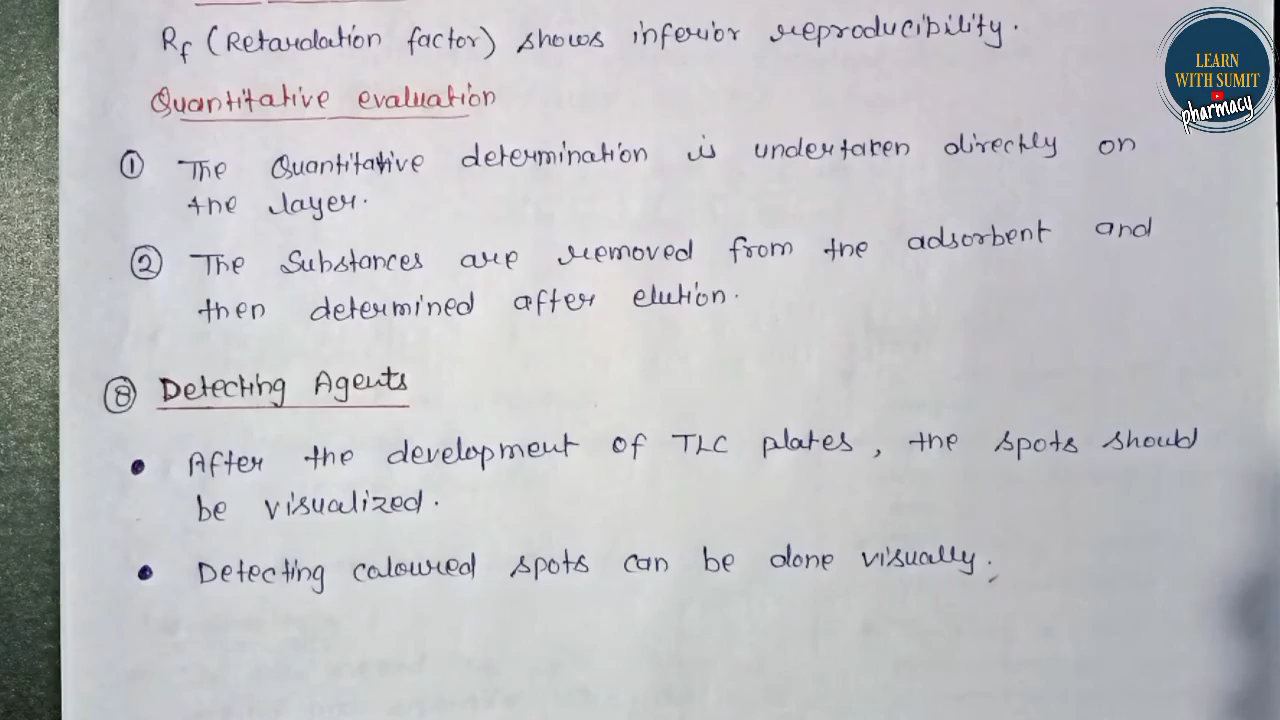 Rf (Retardation factor) shows inferior reproducibility.
Quantitative evaluation
① The Quantitative determination is undertaken directly on
the layer.
② The Substances are removed from the adsorbent and
then determined after elution.
⑧ Detecting Agents
• After the development of TLC plates, the spots should
be visualized.
• Detecting caloured spots can be done visually.
LEARN
WITH SUMIT
pharmacy